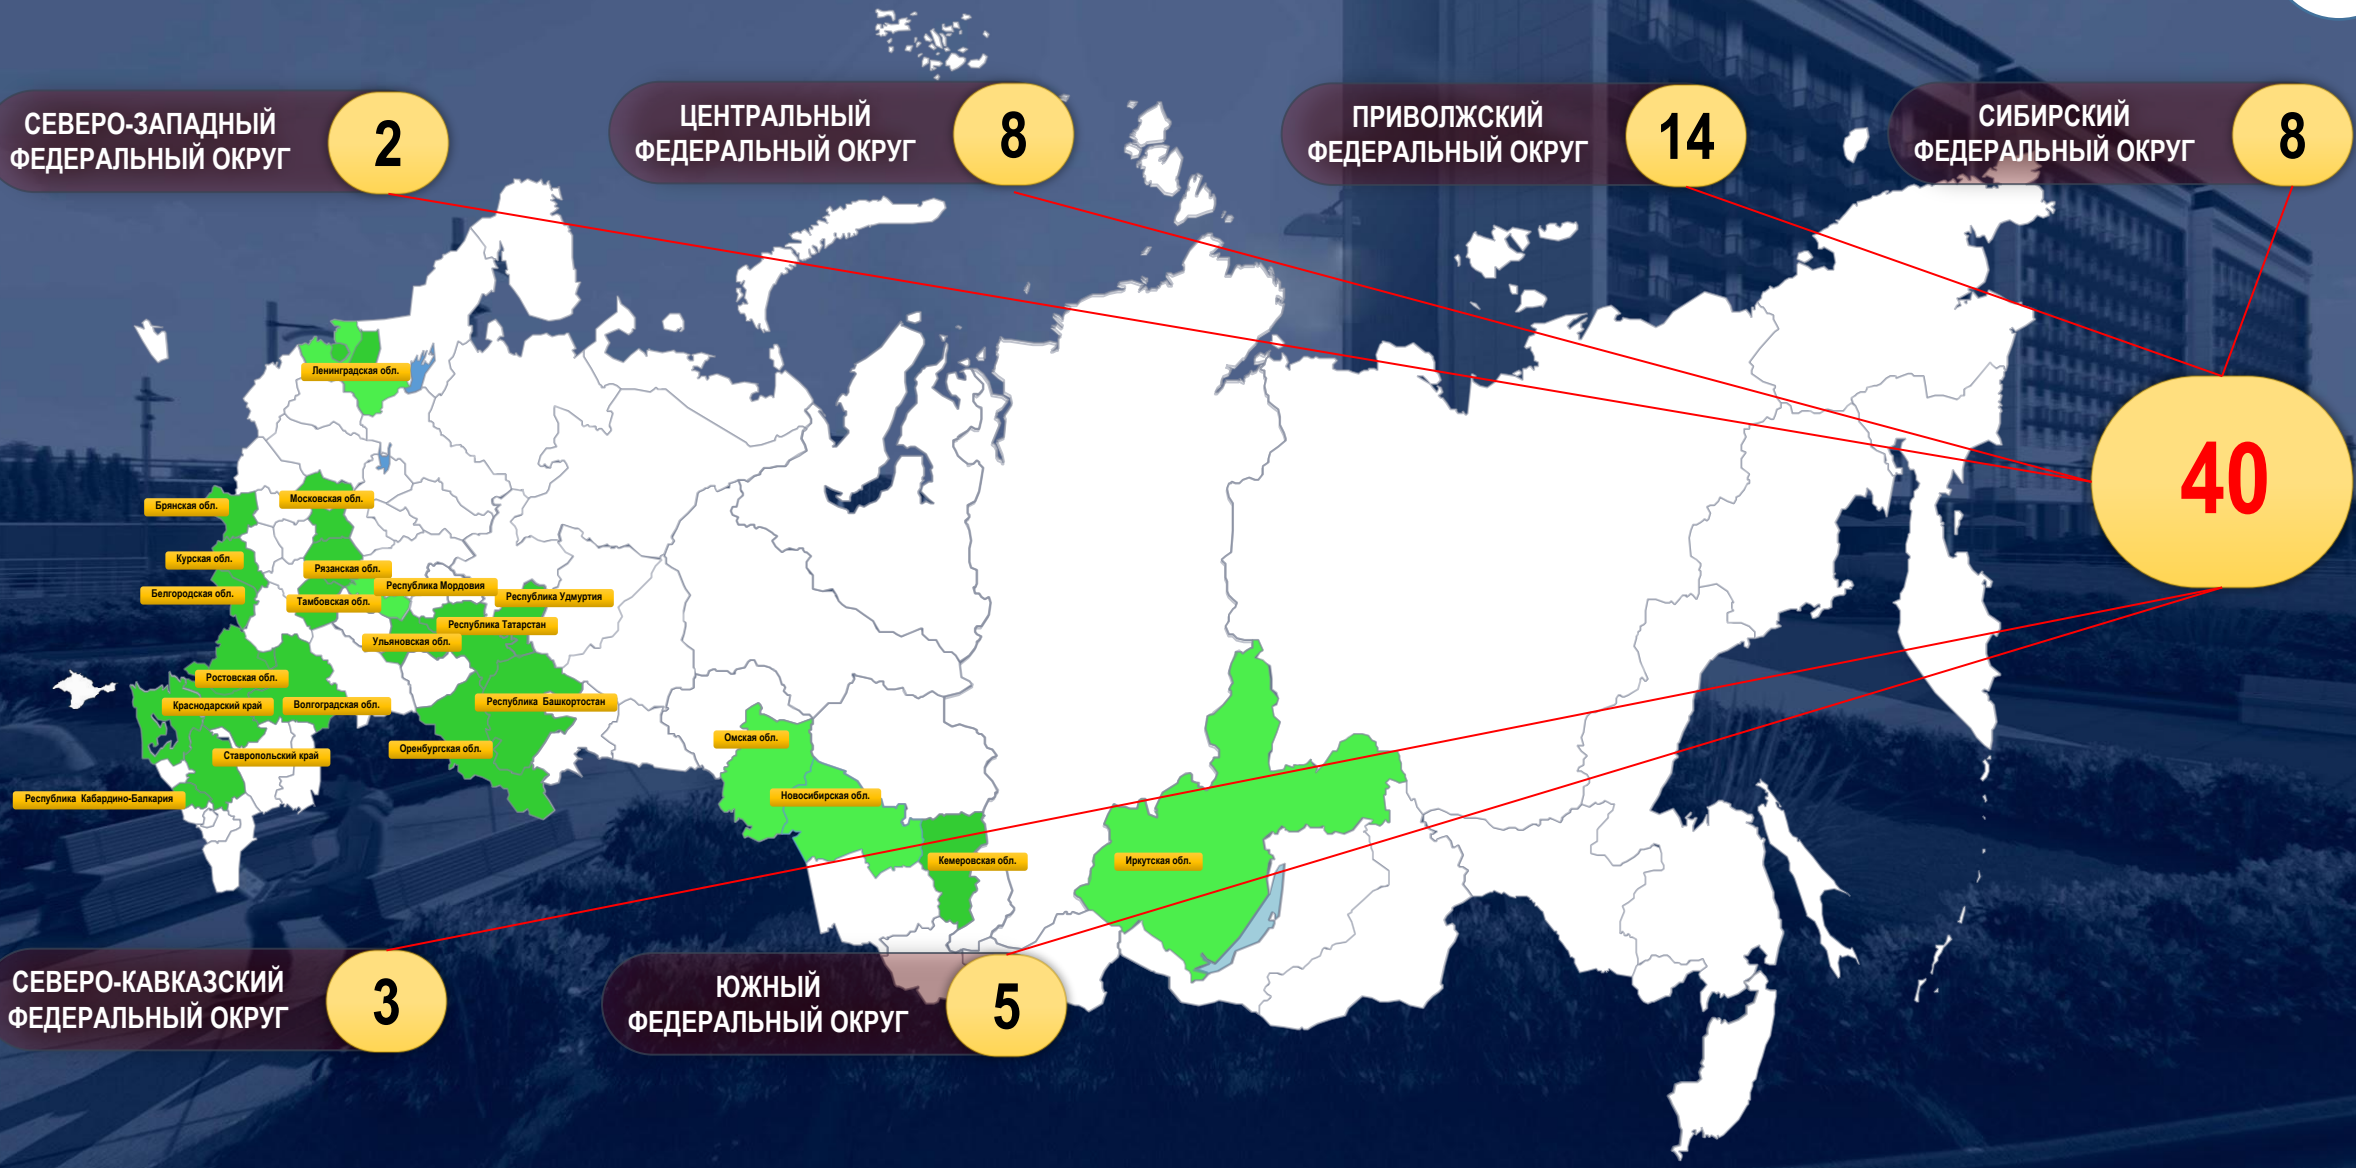 СЕВЕРО-ЗАПАДНЫЙ
ФЕДЕРАЛЬНЫЙ ОКРУГ
2
ЦЕНТРАЛЬНЫЙ
ФЕДЕРАЛЬНЫЙ ОКРУГ
8
ПРИВОЛЖСКИЙ
ФЕДЕРАЛЬНЫЙ ОКРУГ
14
СИБИРСКИЙ
ФЕДЕРАЛЬНЫЙ ОКРУГ
8
40
Ленинградская обл.
Московская обл.
Брянская обл.
Курская обл.
Рязанская обл.
Республика Мордовия
Белгородская обл.
Республика Удмуртия
Тамбовская обл.
Республика Татарстан
Ульяновская обл.
Ростовская обл.
Республика Башкортостан
Краснодарский край
Волгоградская обл.
Омская обл.
Оренбургская обл.
Ставропольский край
Новосибирская обл.
Республика Кабардино-Балкария
Кемеровская обл.
Иркутская обл.
СЕВЕРО-КАВКАЗСКИЙ
ФЕДЕРАЛЬНЫЙ ОКРУГ
3
ЮЖНЫЙ
ФЕДЕРАЛЬНЫЙ ОКРУГ
5